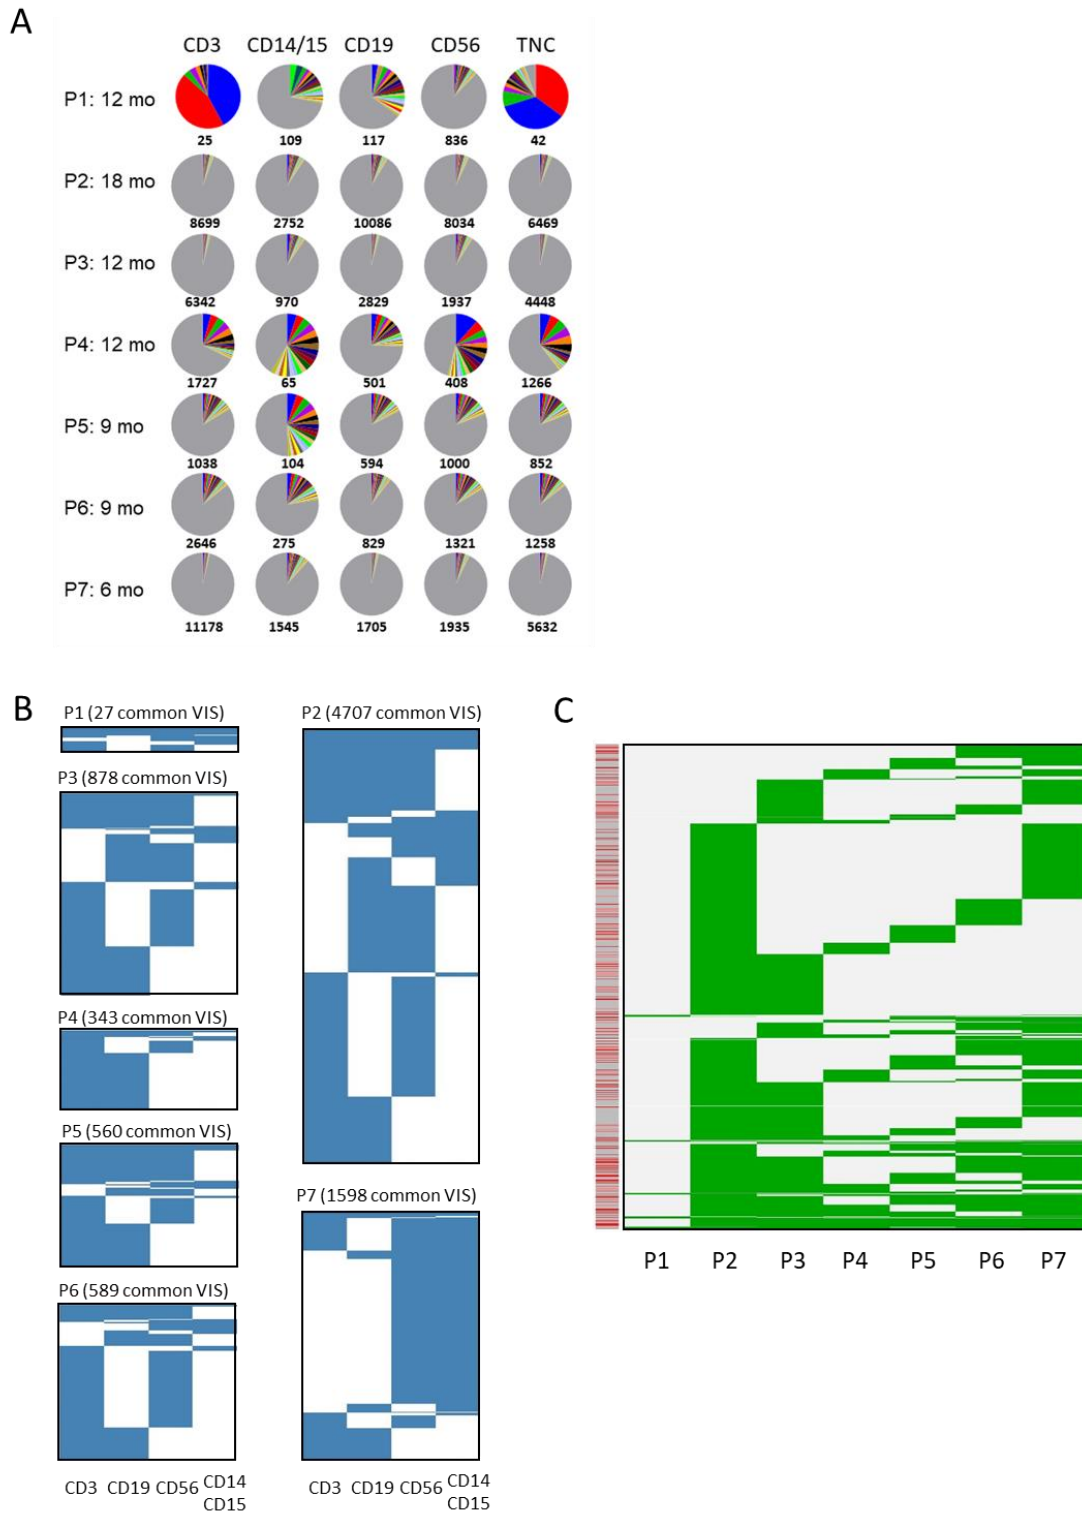 A
CD3 CD14/15 CD19 CD56 TNC
P1: 12 mo
25 109 117 836 42
P2: 18 mo
8699 2752 10086 8034 6469
P3: 12 mo
6342 970 2829 1937 4448
P4: 12 mo
1727 65 501 408 1266
P5: 9 mo
1038 104 594 1000 852
P6: 9 mo
2646 275 829 1321 1258
P7: 6 mo
11178 1545 1705 1935 5632
B
P1 (27 common VIS)
P3 (878 common VIS)
P4 (343 common VIS)
P5 (560 common VIS)
P6 (589 common VIS)
CD3 CD19 CD56 CD14
CD15
P2 (4707 common VIS)
P7 (1598 common VIS)
CD3 CD19 CD56 CD14
CD15
C
P1 P2 P3 P4 P5 P6 P7